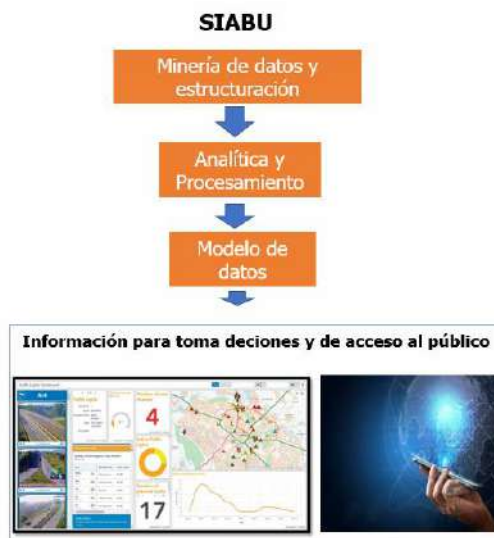 SIABU
Minería de datos y
estructuración
Analítica y
Procesamiento
Modelo de
datos
Información para toma deciones y de acceso al público
4
17